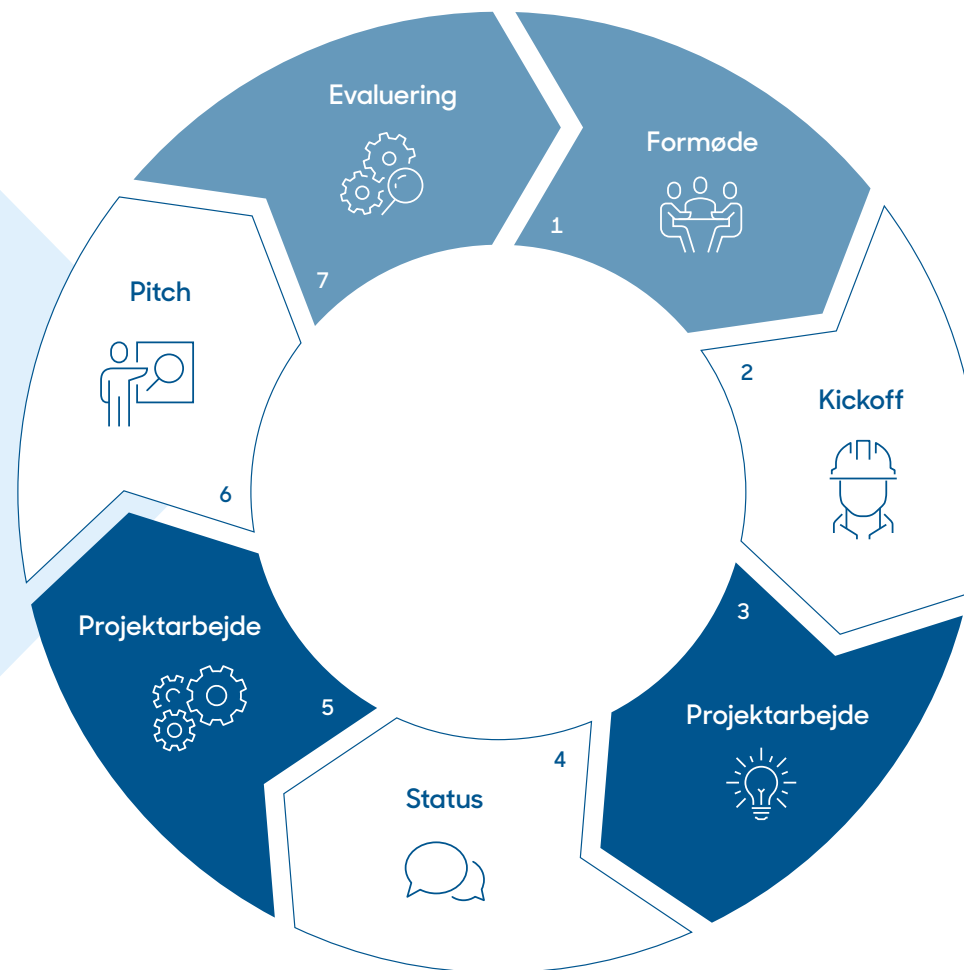 Formøde
1
2
Kickoff
3
Projektarbejde
4
Status
Projektarbejde
5
Pitch
6
Evaluering
7